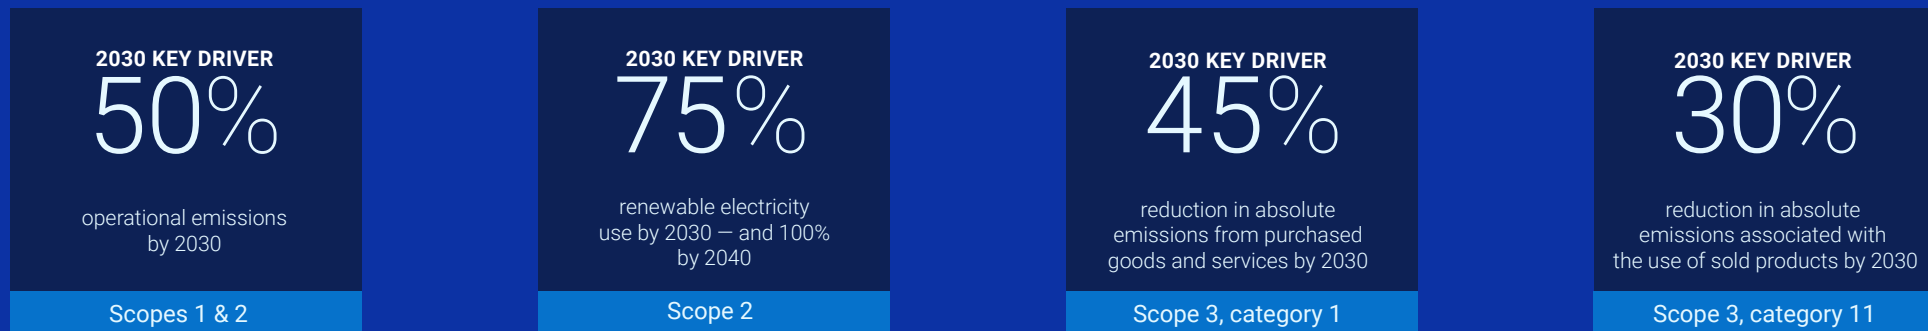 2030 KEY DRIVER
50%
operational emissions
by 2030
Scopes 1 & 2
2030 KEY DRIVER
75%
renewable electricity
use by 2030 — and 100%
by 2040
Scope 2
2030 KEY DRIVER
45%
reduction in absolute
emissions from purchased
goods and services by 2030
Scope 3, category 1
2030 KEY DRIVER
30%
reduction in absolute
emissions associated with
the use of sold products by 2030
Scope 3, category 11